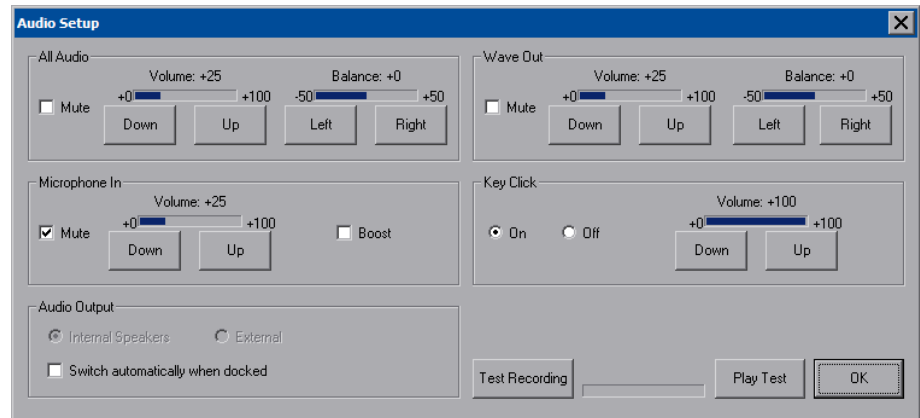 Audio Setup
All Audio
Volume: +25 Balance: +0
Mute +0 +100 -50 +50
Down Up Left Right
Wave Out
Volume: +25 Balance: +0
Mute +0 +100 -50 +50
Down Up Left Right
Microphone In
Volume: +25
Mute +0 +100 Boost
Down Up
Key Click
Volume: +100
On Off +0 +100
Down Up
Audio Output
Internal Speakers External
Switch automatically when docked
Test Recording Play Test OK